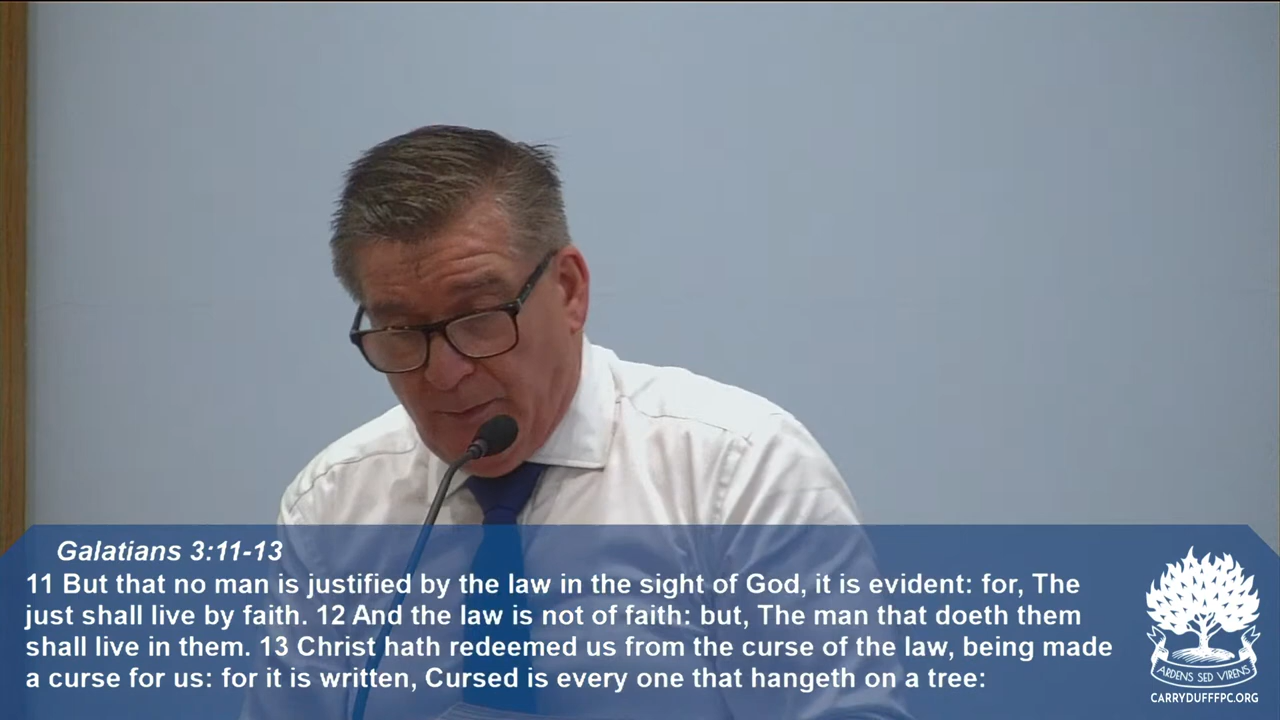 Galatians 3:11-13
11 But that no man is justified by the law in the sight of God, it is evident: for, The
just shall live by faith. 12 And the law is not of faith: but, The man that doeth them
shall live in them. 13 Christ hath redeemed us from the curse of the law, being made
a curse for us: for it is written, Cursed is every one that hangeth on a tree:
ARDENS SED VIRENS
CARRYDUFFFPC.ORG